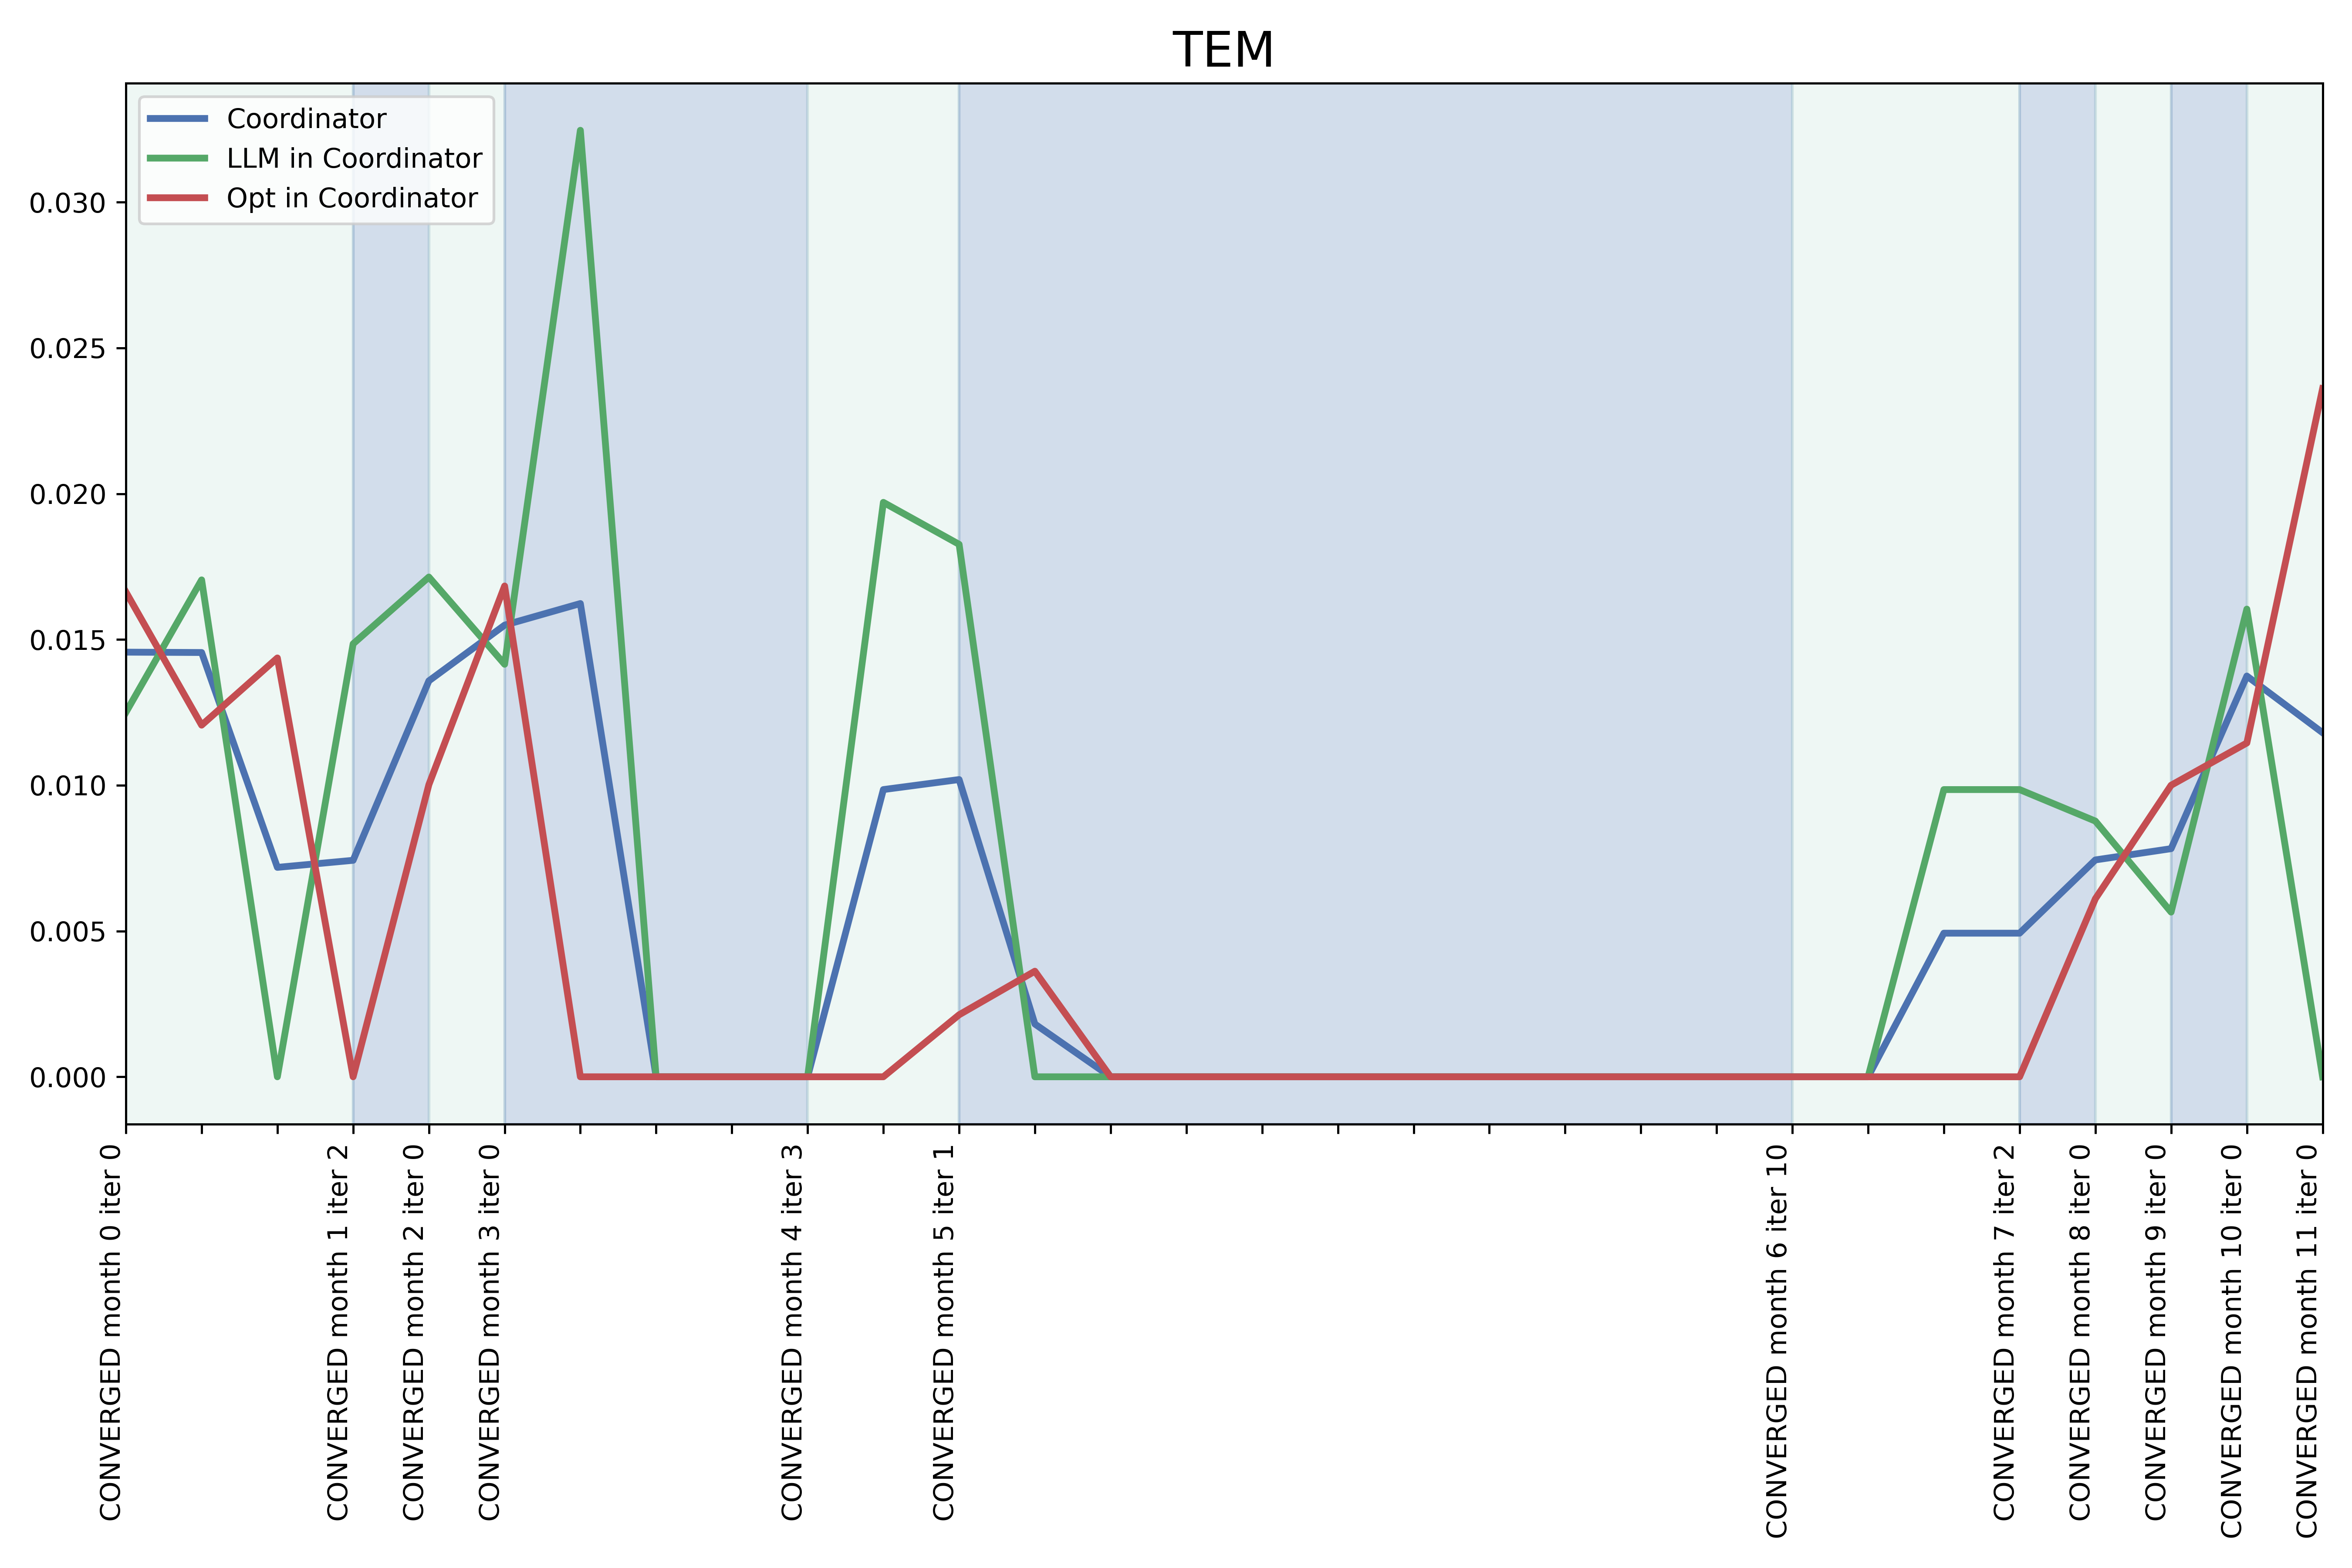 TEM
Coordinator
LLM in Coordinator
Opt in Coordinator
0.030
0.025
0.020
0.015
0.010
0.005
0.000
CONVERGED month 0 iter 0
CONVERGED month 1 iter 2
CONVERGED month 2 iter 0
CONVERGED month 3 iter 0
CONVERGED month 4 iter 3
CONVERGED month 5 iter 1
CONVERGED month 6 iter 10
CONVERGED month 7 iter 2
CONVERGED month 8 iter 0
CONVERGED month 9 iter 0
CONVERGED month 10 iter 0
CONVERGED month 11 iter 0